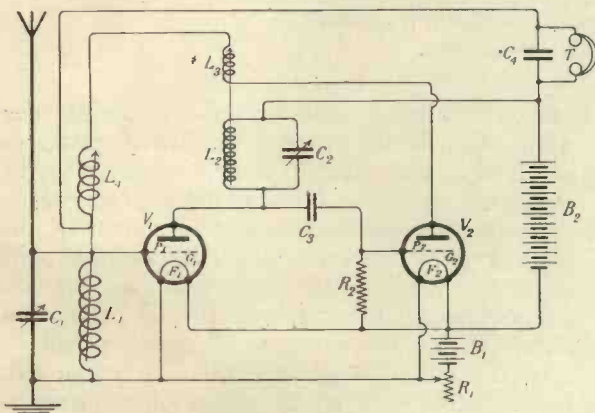 C₄
T
L₃
L₂
C₂
L₄
V₁
C₃
V₂
B₂
P₁
G₁
F₁
P₂
G₂
F₂
R₂
C₁
L₁
B₁
R₁